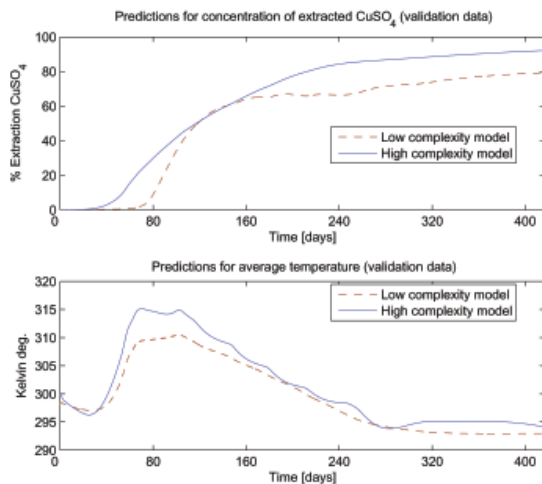 Predictions for concentration of extracted CuSO₄ (validation data)
100
80
60
40
20
0
% Extraction CuSO₄
Low complexity model
High complexity model
0 80 160 240 320 400
Time [days]
Predictions for average temperature (validation data)
320
315
310
305
300
295
290
Kelvin deg.
Low complexity model
High complexity model
0 80 160 240 320 400
Time [days]